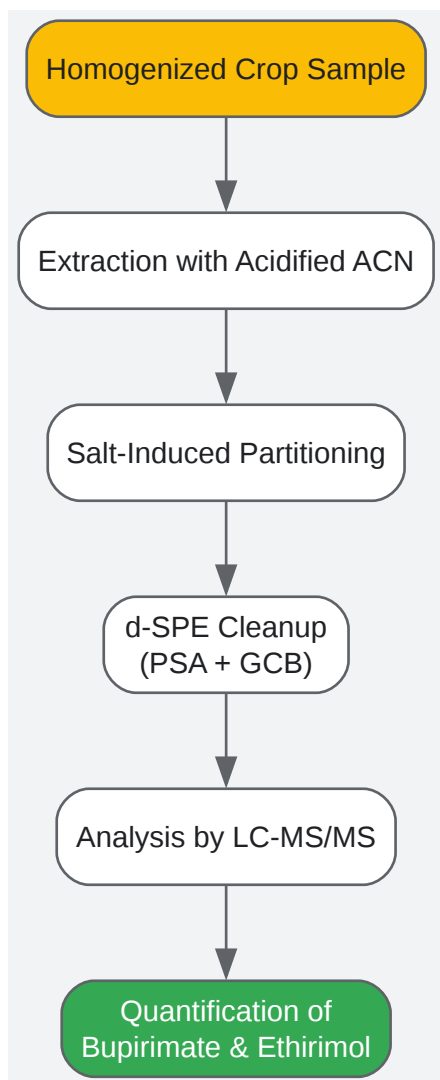 Homogenized Crop Sample
Extraction with Acidified ACN
Salt-Induced Partitioning
d-SPE Cleanup
(PSA + GCB)
Analysis by LC-MS/MS
Quantification of
Bupirimate & Ethirimol